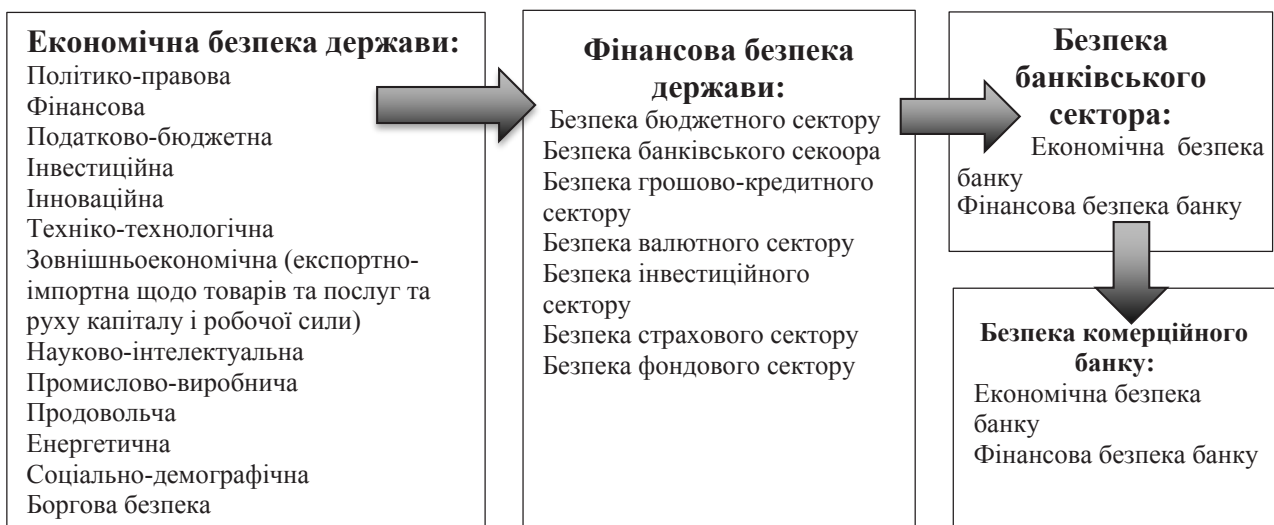 Економічна безпека держави:
Політико-правова
Фінансова
Податково-бюджетна
Інвестиційна
Інноваційна
Техніко-технологічна
Зовнішньоекономічна (експортно-
імпортна щодо товарів та послуг та
руху капіталу і робочої сили)
Науково-інтелектуальна
Промислово-виробнича
Продовольча
Енергетична
Соціально-демографічна
Боргова безпека
Фінансова безпека
держави:
Безпека бюджетного сектору
Безпека банківського секоора
Безпека грошово-кредитного
сектору
Безпека валютного сектору
Безпека інвестиційного
сектору
Безпека страхового сектору
Безпека фондового сектору
Безпека
банківського
сектора:
Економічна безпека
банку
Фінансова безпека банку
Безпека комерційного
банку:
Економічна безпека
банку
Фінансова безпека банку